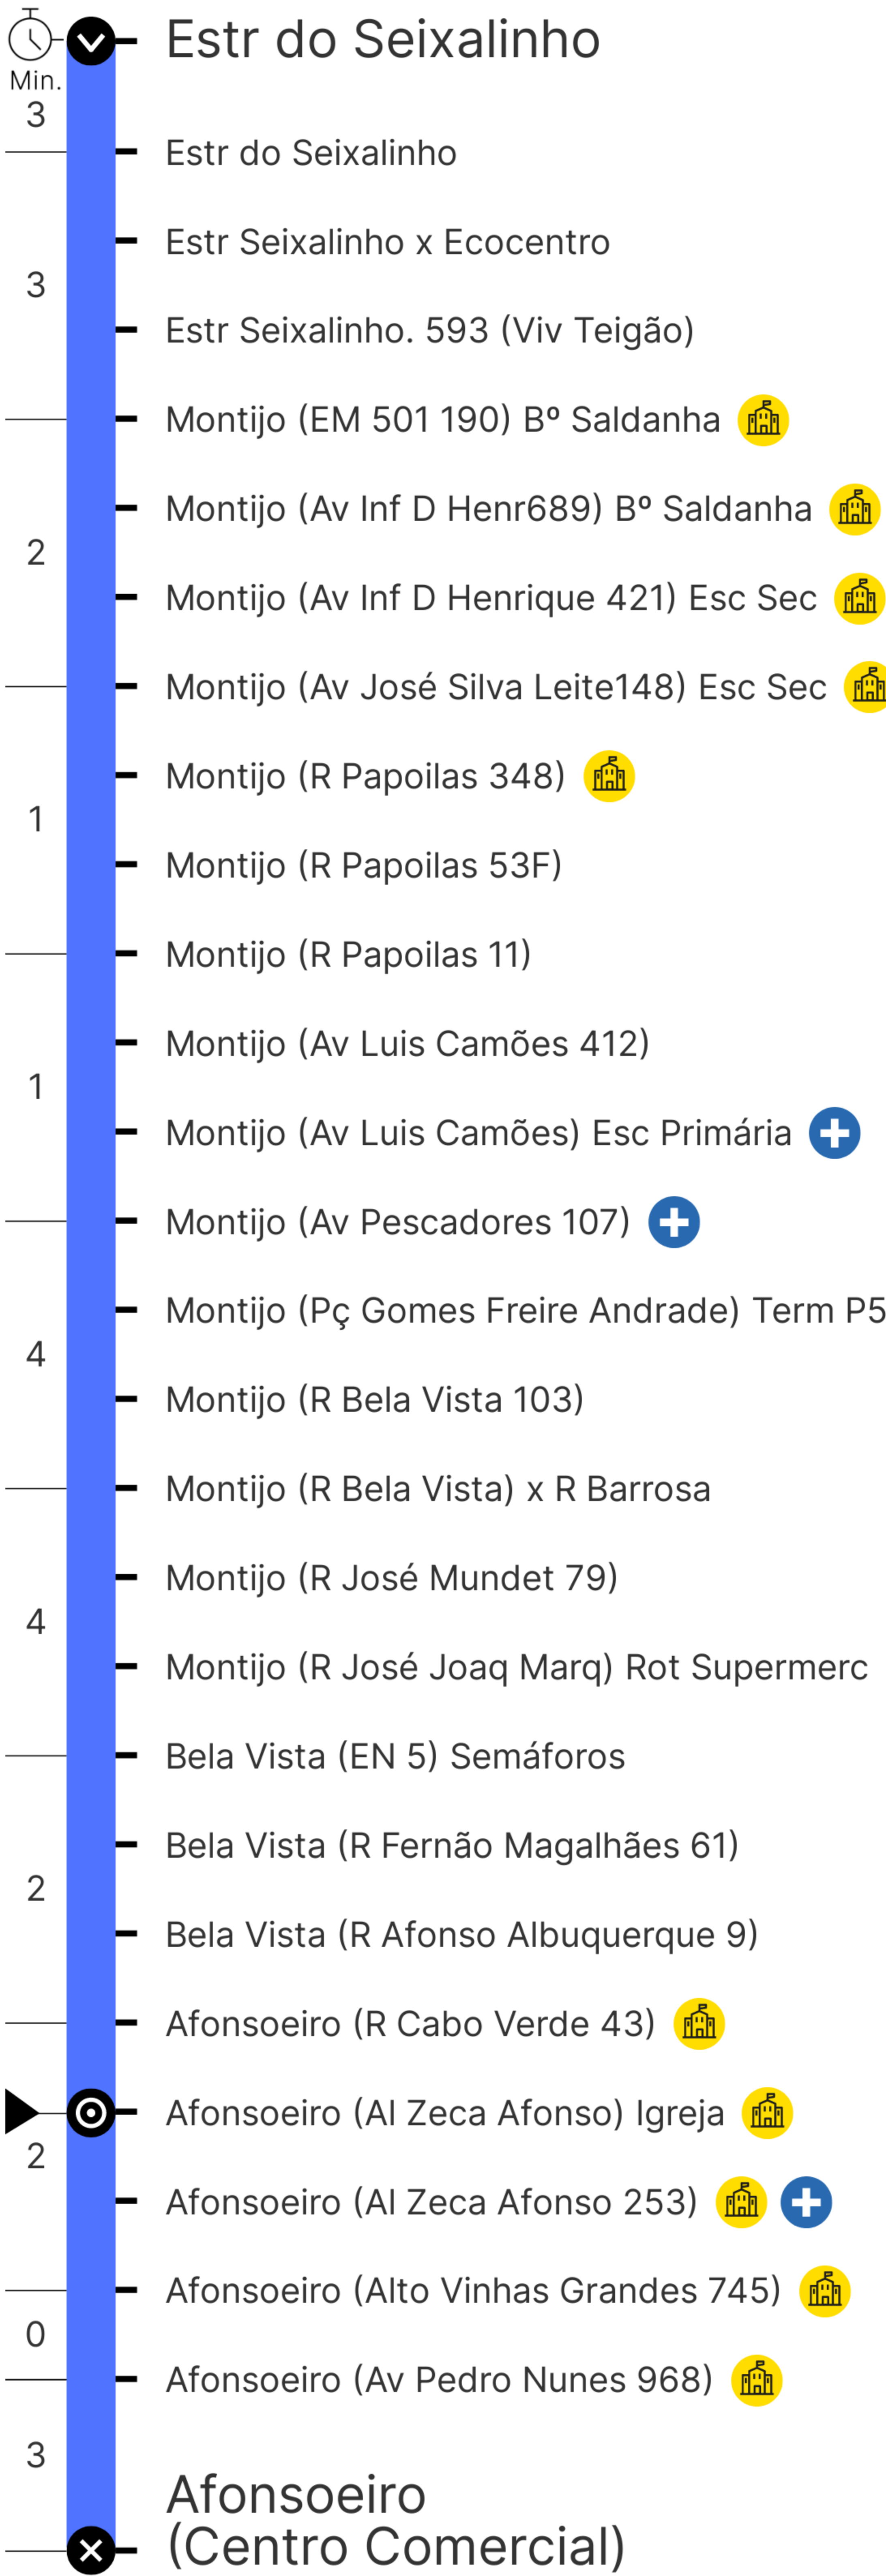 Estr do Seixalinho
Min.
3
Estr do Seixalinho
Estr Seixalinho x Ecocentro
3
Estr Seixalinho. 593 (Viv Teigão)
Montijo (EM 501 190) Bº Saldanha
Montijo (Av Inf D Henr689) Bº Saldanha
2
Montijo (Av Inf D Henrique 421) Esc Sec
Montijo (Av José Silva Leite148) Esc Sec
Montijo (R Papoilas 348)
1
Montijo (R Papoilas 53F)
Montijo (R Papoilas 11)
Montijo (Av Luis Camões 412)
1
Montijo (Av Luis Camões) Esc Primária
Montijo (Av Pescadores 107)
Montijo (Pç Gomes Freire Andrade) Term P5
4
Montijo (R Bela Vista 103)
Montijo (R Bela Vista) x R Barrosa
Montijo (R José Mundet 79)
4
Montijo (R José Joaq Marq) Rot Supermerc
Bela Vista (EN 5) Semáforos
Bela Vista (R Fernão Magalhães 61)
2
Bela Vista (R Afonso Albuquerque 9)
Afonsoeiro (R Cabo Verde 43)
Afonsoeiro (Al Zeca Afonso) Igreja
2
Afonsoeiro (Al Zeca Afonso 253)
Afonsoeiro (Alto Vinhas Grandes 745)
0
Afonsoeiro (Av Pedro Nunes 968)
3
Afonsoeiro
(Centro Comercial)